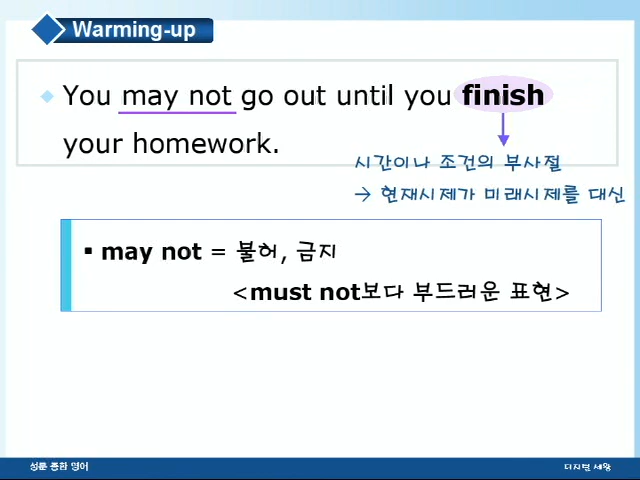 Warming-up
You may not go out until you finish
your homework.
시간이나 조건의 부사절
→ 현재시제가 미래시제를 대신
▪ may not = 불허, 금지
<must not보다 부드러운 표현>
성문 종합 영어
디지털 세왕